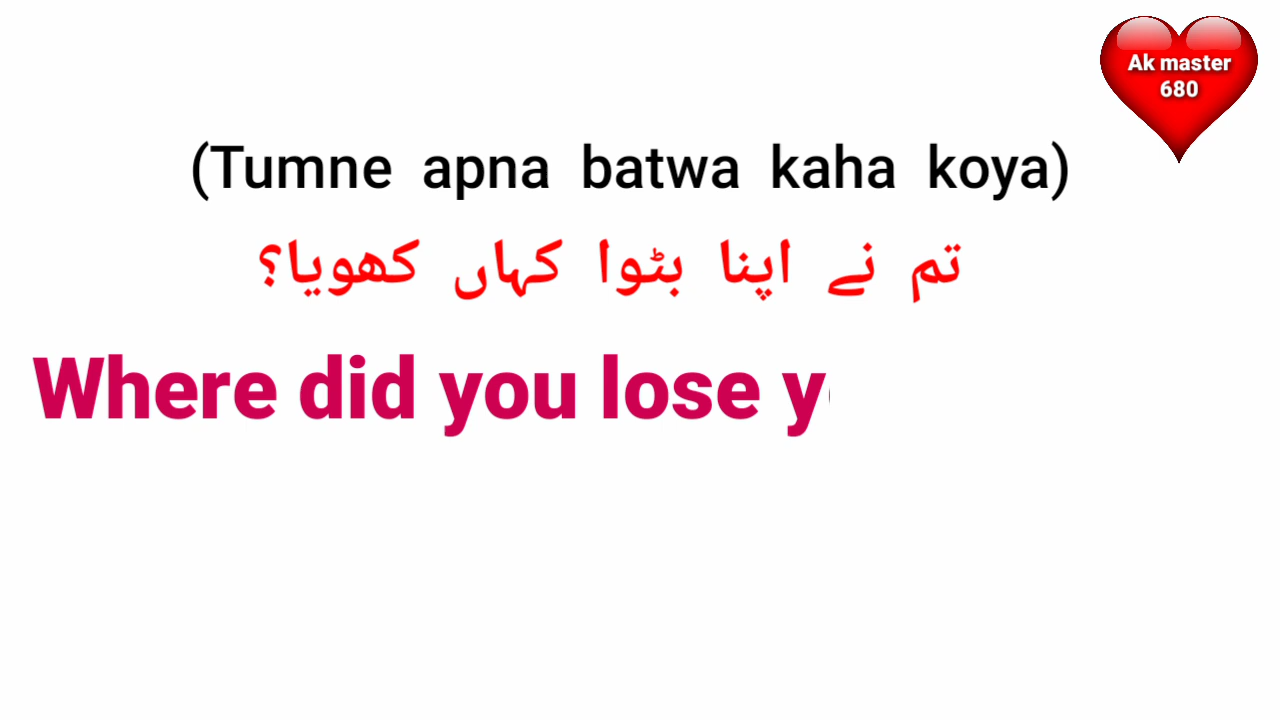 Ak master
680
(Tumne apna batwa kaha koya)
تم نے اپنا بٹوا کہاں کھویا؟
Where did you lose